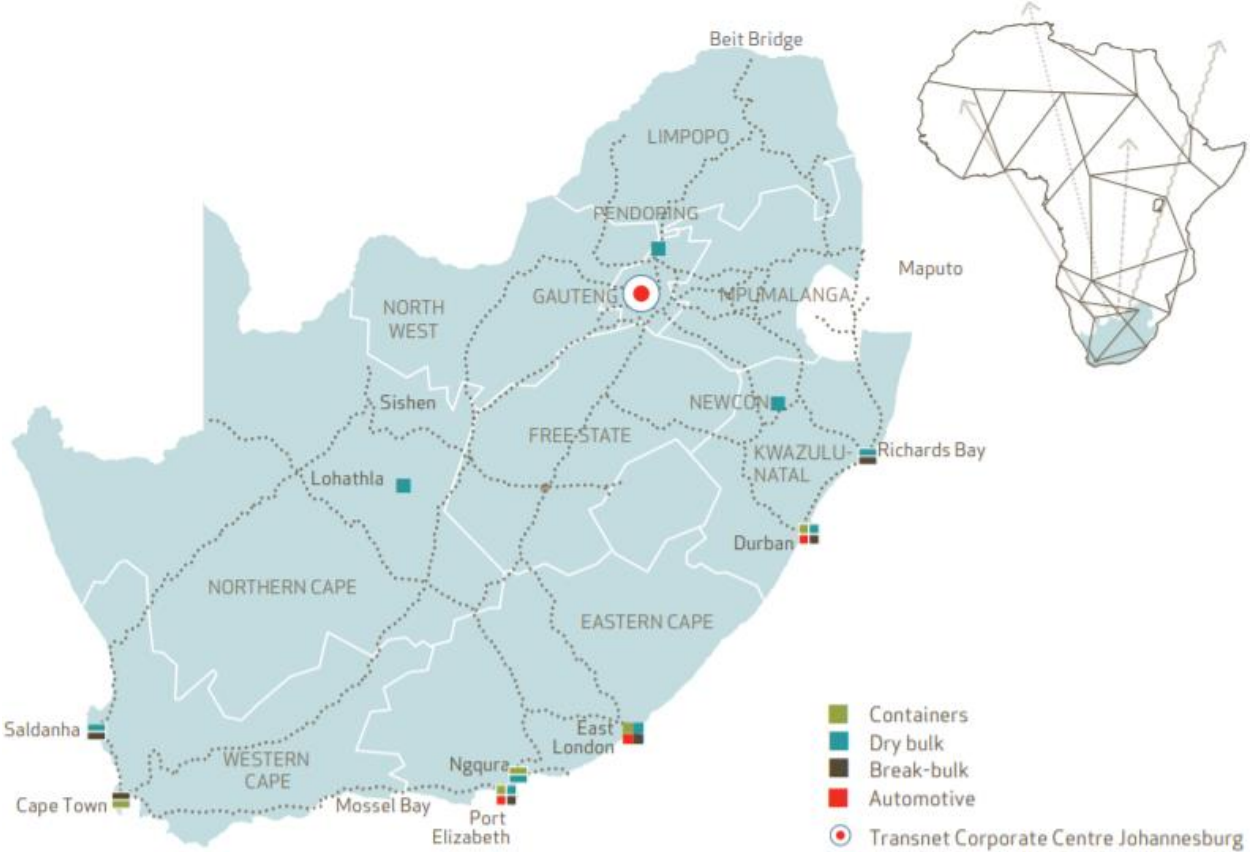 Beit Bridge
LIMPOPO
PENDORING
Maputo
GAUTENG
MPUMALANGA
NORTH
WEST
Sishen
NEWCON
FREE-STATE
KWAZULU-
NATAL
Richards Bay
Lohathla
Durban
NORTHERN CAPE
EASTERN CAPE
Saldanha
East
London
WESTERN
CAPE
Ngqura
Cape Town
Mossel Bay
Port
Elizabeth
Containers
Dry bulk
Break-bulk
Automotive
Transnet Corporate Centre Johannesburg